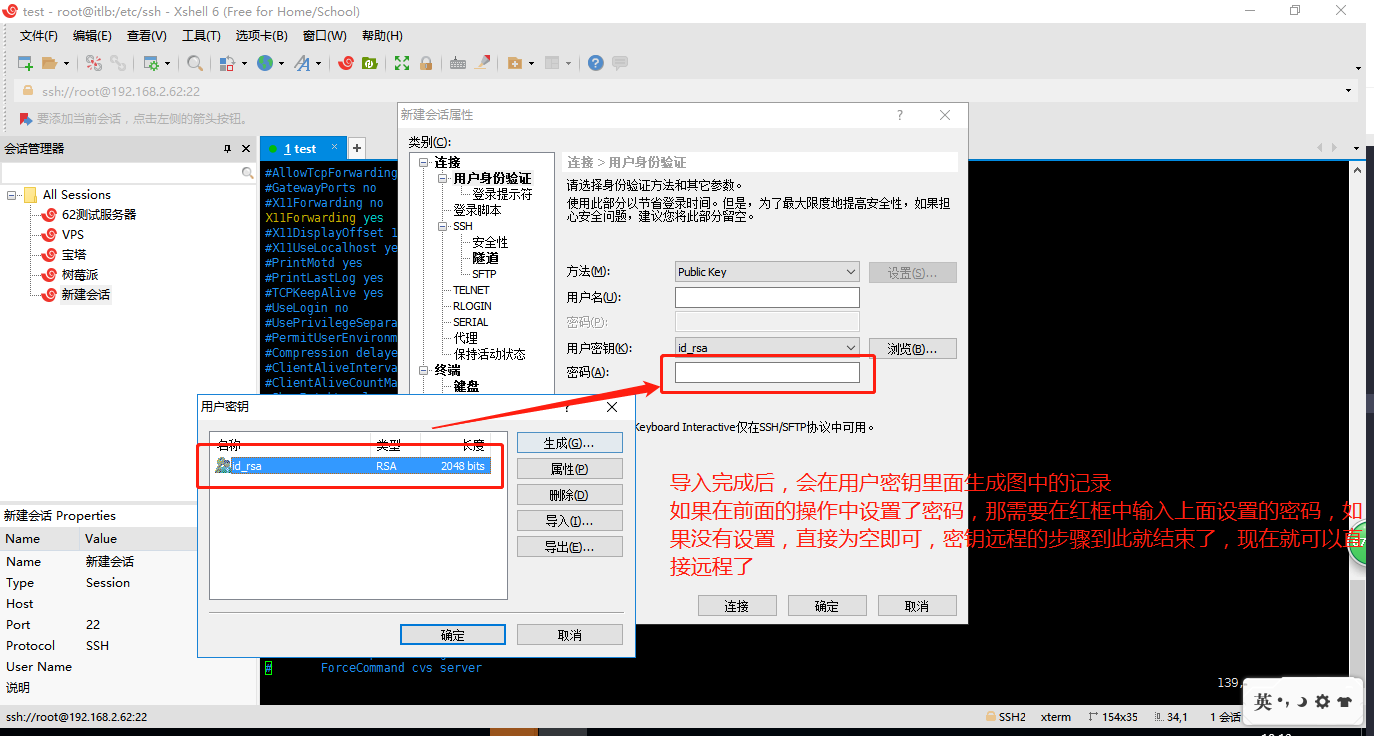 test - root@itlb:/etc/ssh - Xshell 6 (Free for Home/School)
文件(F) 编辑(E) 查看(V) 工具(T) 选项卡(B) 窗口(W) 帮助(H)
ssh://root@192.168.2.62:22
要添加当前会话，点击左侧的箭头按钮。
会话管理器
All Sessions
62测试服务器
VPS
宝塔
树莓派
新建会话
新建会话 Properties
Name Value
Name 新建会话
Type Session
Host
Port 22
Protocol SSH
User Name
说明
1 test
#AllowTcpForwarding
#GatewayPorts no
#X11Forwarding no
X11Forwarding yes
#X11DisplayOffset 1
#X11UseLocalhost ye
#PrintMotd yes
#PrintLastLog yes
#TCPKeepAlive yes
#UseLogin no
#UsePrivilegeSepara
#PermitUserEnvironm
#Compression delaye
#ClientAliveInterva
#ClientAliveCountMa
# ForceCommand cvs server
139,
新建会话属性
类别(C):
连接
用户身份验证
登录提示符
登录脚本
SSH
安全性
隧道
SFTP
TELNET
RLOGIN
SERIAL
代理
保持活动状态
终端
键盘
连接 > 用户身份验证
请选择身份验证方法和其它参数。
使用此部分以节省登录时间。但是，为了最大限度地提高安全性，如果担
心安全问题，建议您将此部分留空。
方法(M): Public Key 设置(S)...
用户名(U):
密码(P):
用户密钥(K): id_rsa 浏览(B)...
密码(A):
Keyboard Interactive仅在SSH/SFTP协议中可用。
连接 确定 取消
用户密钥
名称 类型 长度
id_rsa RSA 2048 bits
生成(G)...
属性(P)
删除(D)
导入(I)...
导出(E)...
确定 取消
导入完成后，会在用户密钥里面生成图中的记录
如果在前面的操作中设置了密码，那需要在红框中输入上面设置的密码，如
果没有设置，直接为空即可，密钥远程的步骤到此就结束了，现在就可以直
接远程了
英
ssh://root@192.168.2.62:22 SSH2 xterm 154x35 34,1 1 会话